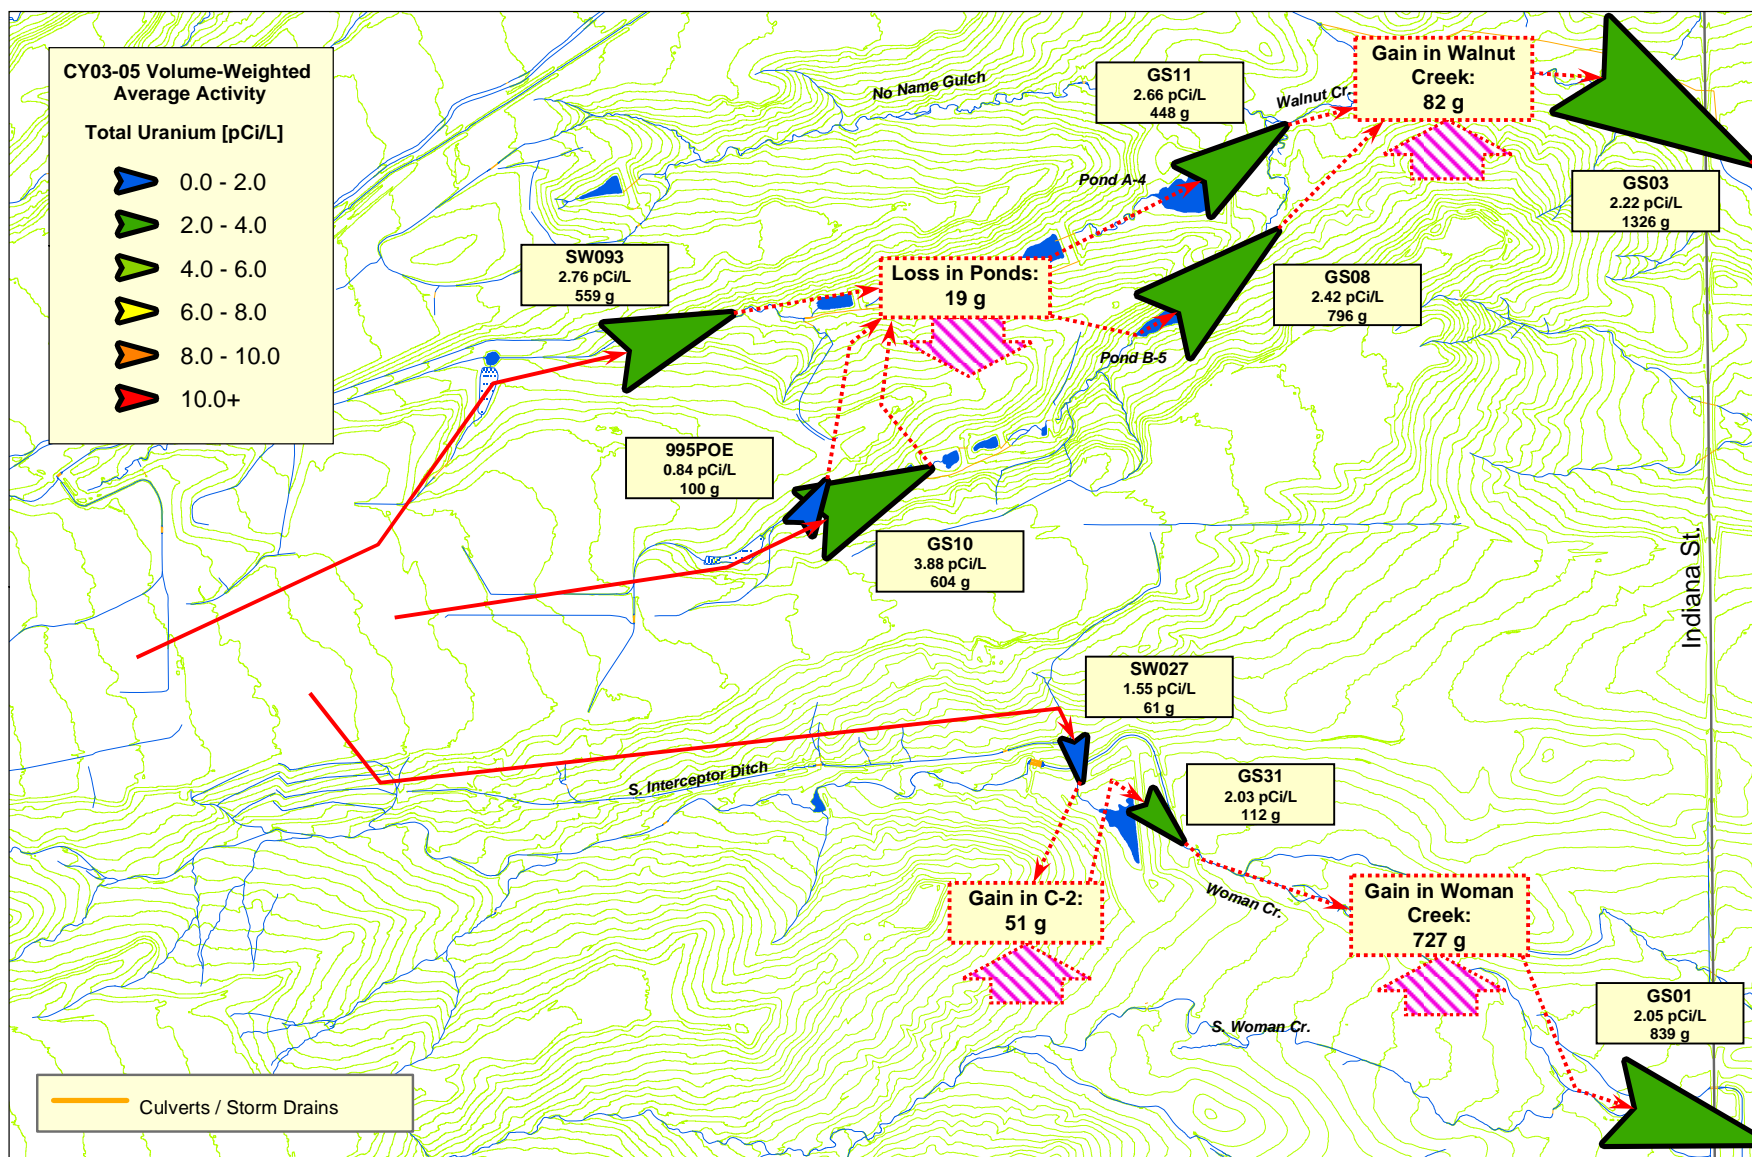 CY03-05 Volume-Weighted
Average Activity
Total Uranium [pCi/L]
0.0 - 2.0
2.0 - 4.0
4.0 - 6.0
6.0 - 8.0
8.0 - 10.0
10.0+
No Name Gulch
GS11
2.66 pCi/L
448 g
Walnut Cr.
Gain in Walnut
Creek:
82 g
GS03
2.22 pCi/L
1326 g
Pond A-4
SW093
2.76 pCi/L
559 g
Loss in Ponds:
19 g
GS08
2.42 pCi/L
796 g
Pond B-5
995POE
0.84 pCi/L
100 g
GS10
3.88 pCi/L
604 g
Indiana St.
SW027
1.55 pCi/L
61 g
S. Interceptor Ditch
GS31
2.03 pCi/L
112 g
Woman Cr.
Gain in C-2:
51 g
Gain in Woman
Creek:
727 g
S. Woman Cr.
GS01
2.05 pCi/L
839 g
Culverts / Storm Drains